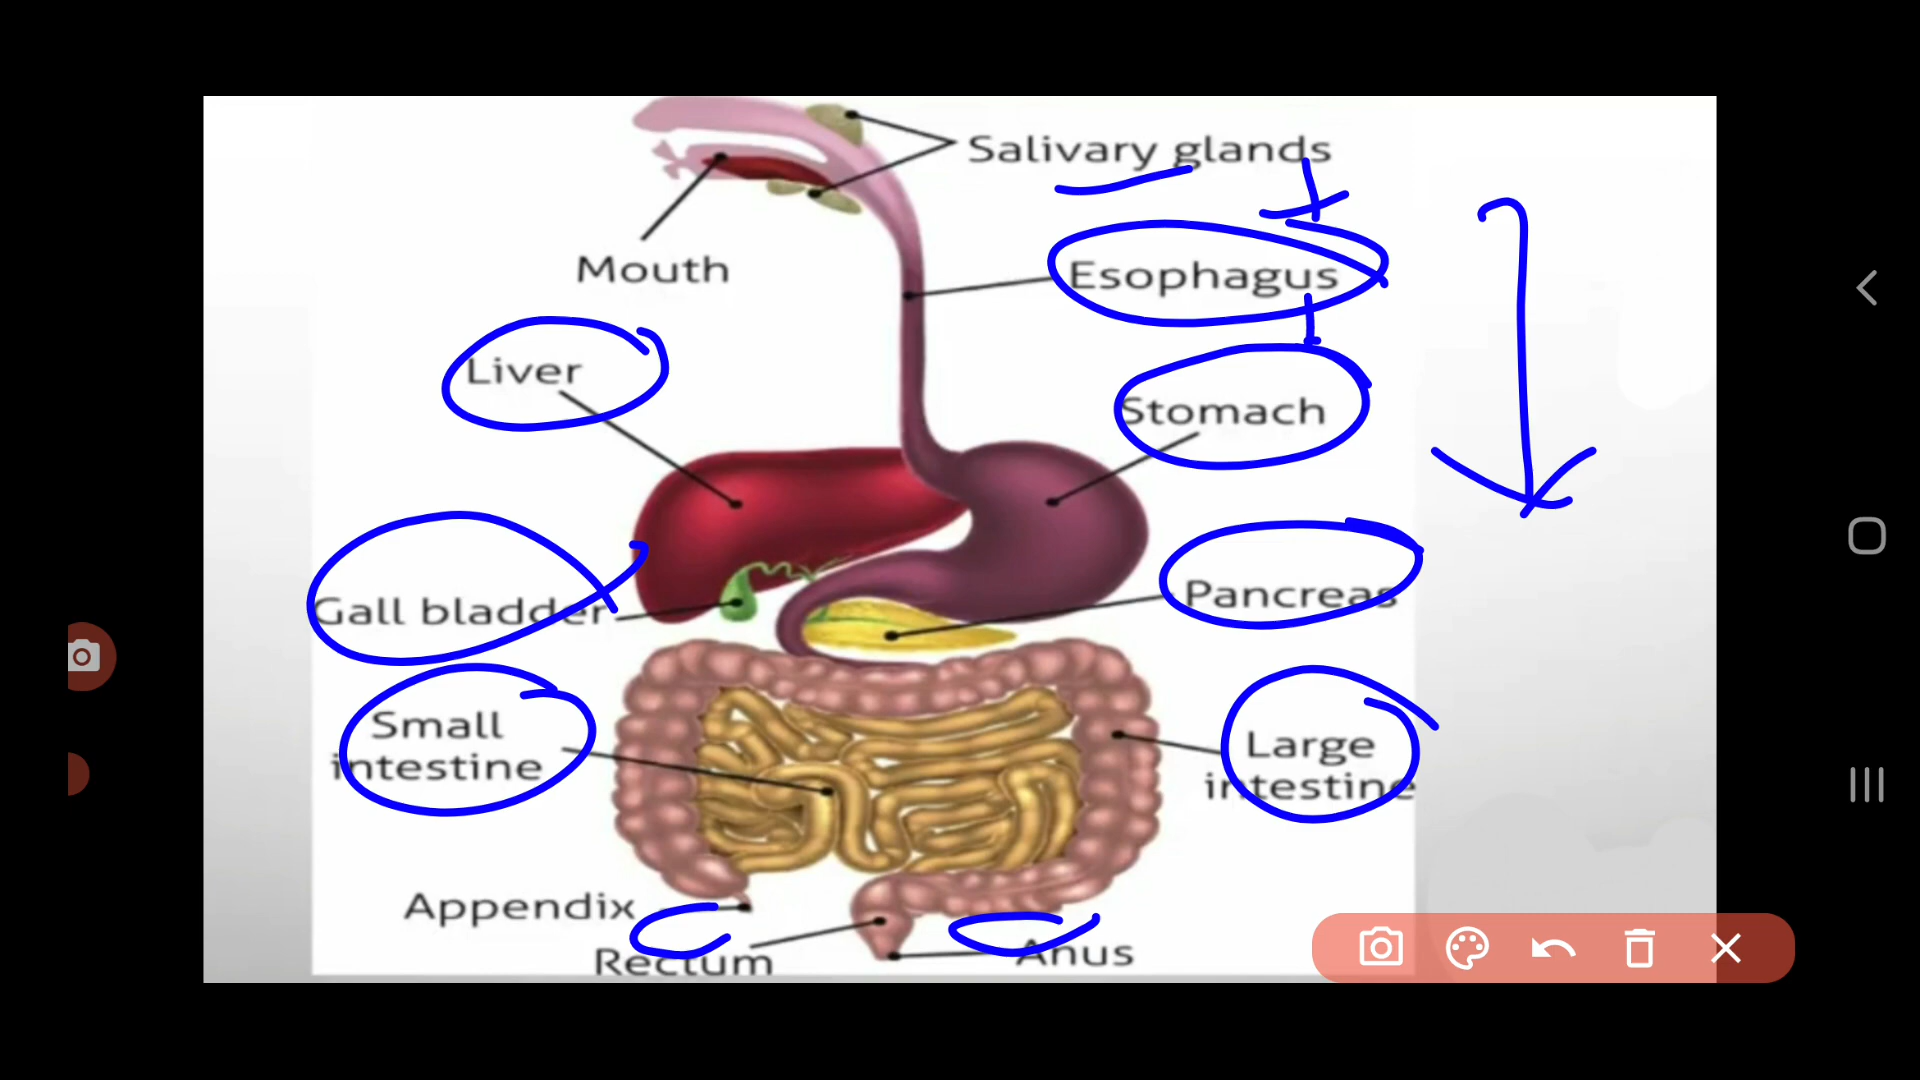 Salivary glands
Mouth
Esophagus
Liver
Stomach
Gall bladder
Pancreas
Small
intestine
Large
intestine
Appendix
Rectum
Anus